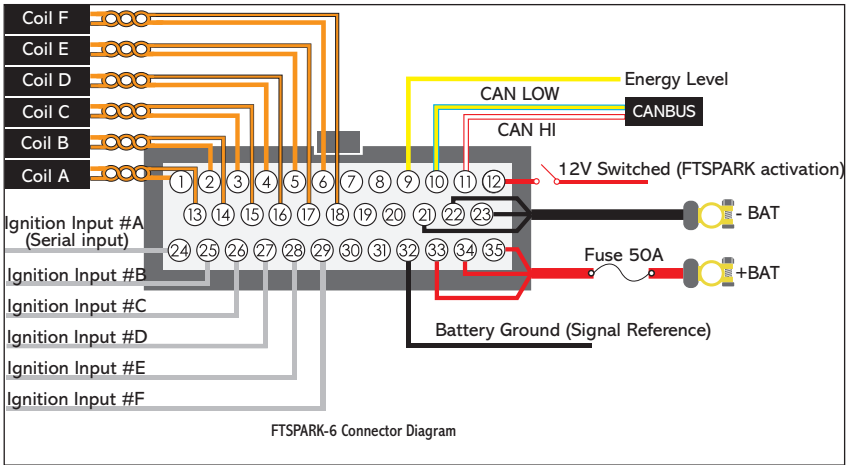 Coil F
Coil E
Coil D
Coil C
Coil B
Coil A
Energy Level
CAN LOW
CANBUS
CAN HI
12V Switched (FTSPARK activation)
1 2 3 4 5 6 7 8 9 10 11 12
13 14 15 16 17 18 19 20 21 22 23
- BAT
24 25 26 27 28 29 30 31 32 33 34 35
Ignition Input #A
(Serial input)
Fuse 50A
+BAT
Ignition Input #B
Ignition Input #C
Ignition Input #D
Battery Ground (Signal Reference)
Ignition Input #E
Ignition Input #F
FTSPARK-6 Connector Diagram